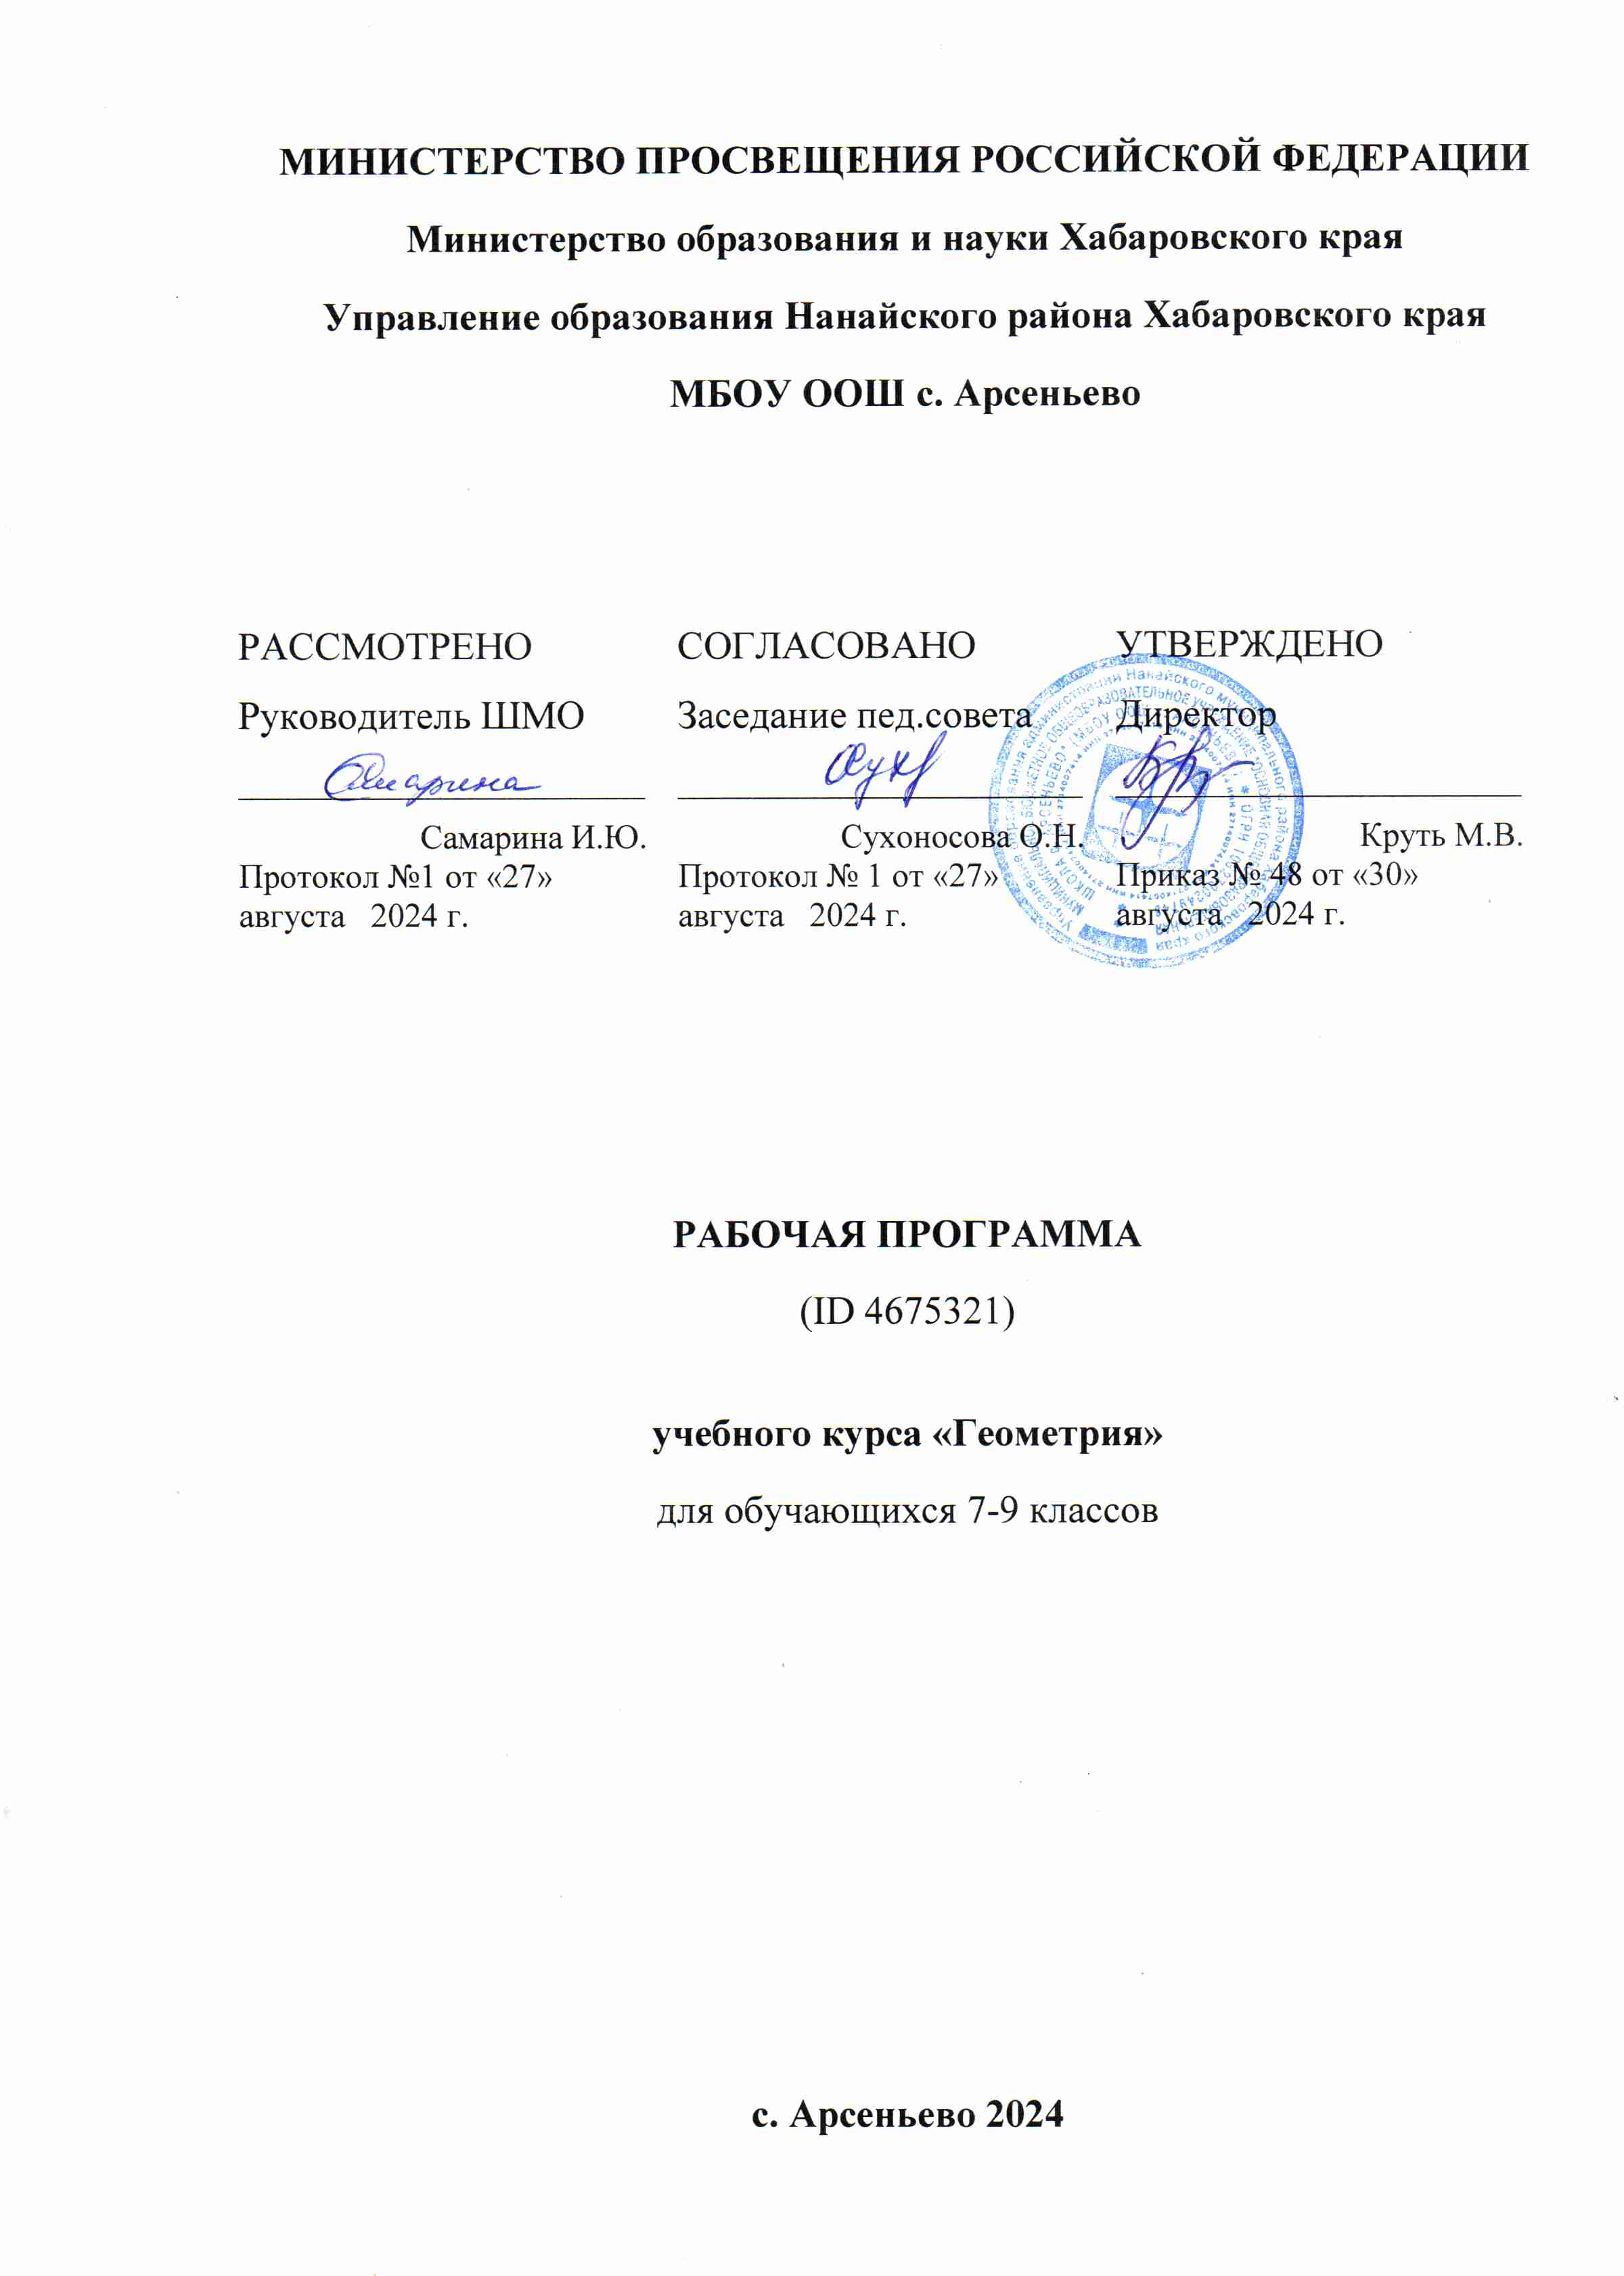 МИНИСТЕРСТВО ПРОСВЕЩЕНИЯ РОССИЙСКОЙ ФЕДЕРАЦИИ
Министерство образования и науки Хабаровского края
Управление образования Нанайского района Хабаровского края
МБОУ ООШ с. Арсеньево
РАССМОТРЕНО
Руководитель ШМО
Самарина И.Ю.
Протокол №1 от «27»
августа 2024 г.
СОГЛАСОВАНО
Заседание пед.совета
Сухоносова О.Н.
Протокол № 1 от «27»
августа 2024 г.
УТВЕРЖДЕНО
Директор
Круть М.В.
Приказ № 48 от «30»
августа 2024 г.
РАБОЧАЯ ПРОГРАММА
(ID 4675321)
учебного курса «Геометрия»
для обучающихся 7-9 классов
с. Арсеньево 2024